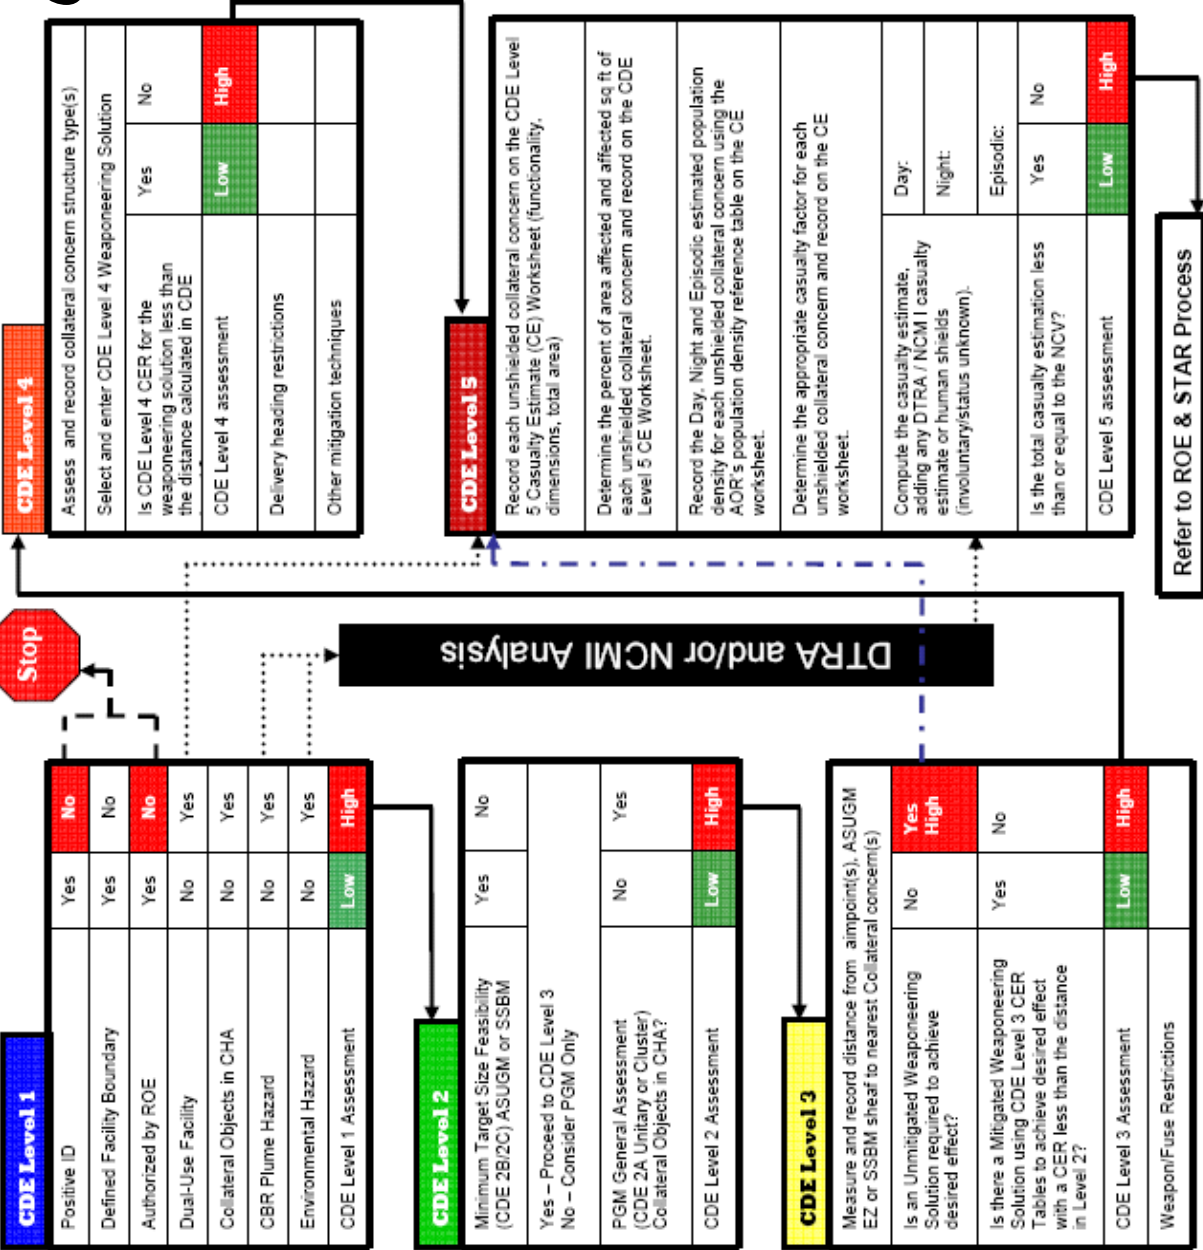 CDE Level 1
Positive ID Yes No
Defined Facility Boundary Yes No
Authorized by ROE Yes No
Dual-Use Facility No Yes
Collateral Objects in CHA No Yes
CBR Plume Hazard No Yes
Environmental Hazard No Yes
CDE Level 1 Assessment Low High
Stop
CDE Level 2
Minimum Target Size Feasibility Yes No
(CDE 2B/2C) ASUGM or SSBM
Yes – Proceed to CDE Level 3
No – Consider PGM Only
PGM General Assessment No Yes
(CDE 2A Unitary or Cluster)
Collateral Objects in CHA?
CDE Level 2 Assessment Low High
CDE Level 3
Measure and record distance from aimpoint(s), ASUGM
EZ or SSBM sheaf to nearest Collateral concern(s)
Is an Unmitigated Weaponeering No Yes
Solution required to achieve High
desired effect?
Is there a Mitigated Weaponeering Yes No
Solution using CDE Level 3 CER
Tables to achieve desired effect
with a CER less than the distance
in Level 2?
CDE Level 3 Assessment Low High
Weapon/Fuse Restrictions
DTRA and/or NCMI Analysis
CDE Level 4
Assess and record collateral concern structure type(s)
Select and enter CDE Level 4 Weaponeering Solution
Is CDE Level 4 CER for the Yes No
weaponeering solution less than
the distance calculated in CDE
CDE Level 4 assessment Low High
Delivery heading restrictions
Other mitigation techniques
CDE Level 5
Record each unshielded collateral concern on the CDE Level
5 Casualty Estimate (CE) Worksheet (functionality,
dimensions, total area)
Determine the percent of area affected and affected sq ft of
each unshielded collateral concern and record on the CDE
Level 5 CE Worksheet.
Record the Day, Night and Episodic estimated population
density for each unshielded collateral concern using the
AOR's population density reference table on the CE
worksheet.
Determine the appropriate casualty factor for each
unshielded collateral concern and record on the CE
worksheet.
Compute the casualty estimate, Day:
adding any DTRA / NCM I casualty Night:
estimate or human shields
(involuntary/status unknown). Episodic:
Is the total casualty estimation less Yes No
than or equal to the NCV?
CDE Level 5 assessment Low High
Refer to ROE & STAR Process